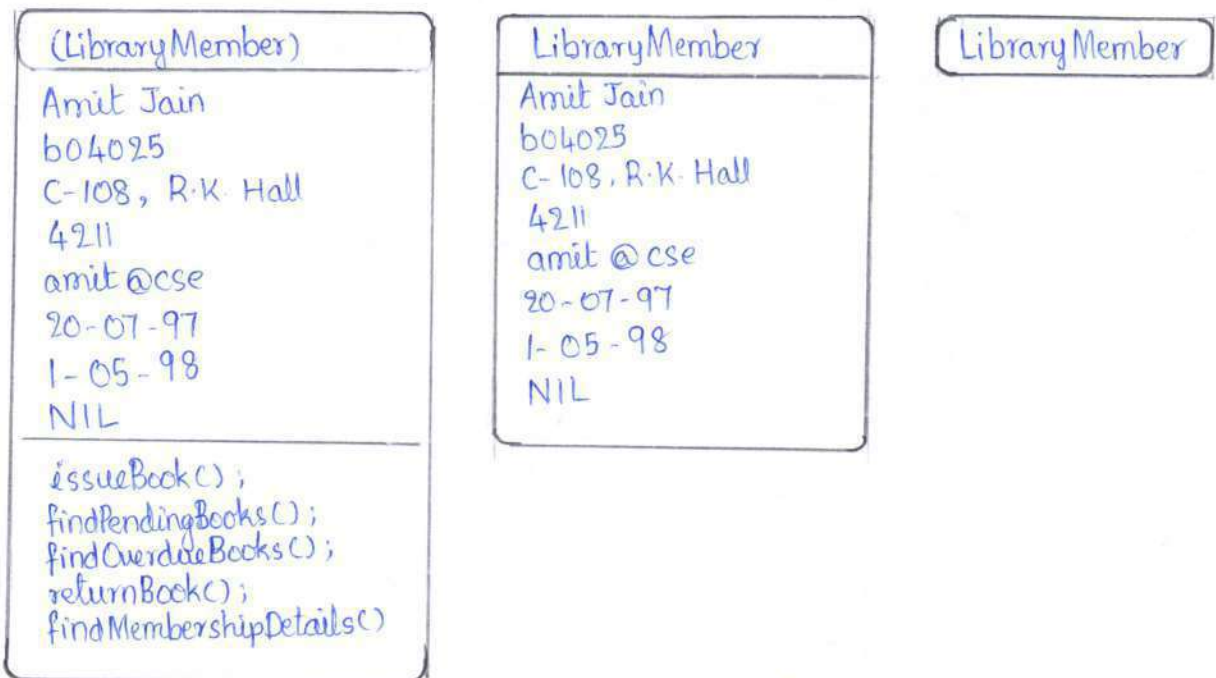 (LibraryMember)
Amit Jain
b04025
C-108, R.K. Hall
4211
amit@cse
20-07-97
1-05-98
NIL
issueBook();
findPendingBooks();
findOverdueBooks();
returnBook();
findMembershipDetails()
LibraryMember
Amit Jain
b04025
C-108, R.K. Hall
4211
amit @ cse
20-07-97
1-05-98
NIL
LibraryMember